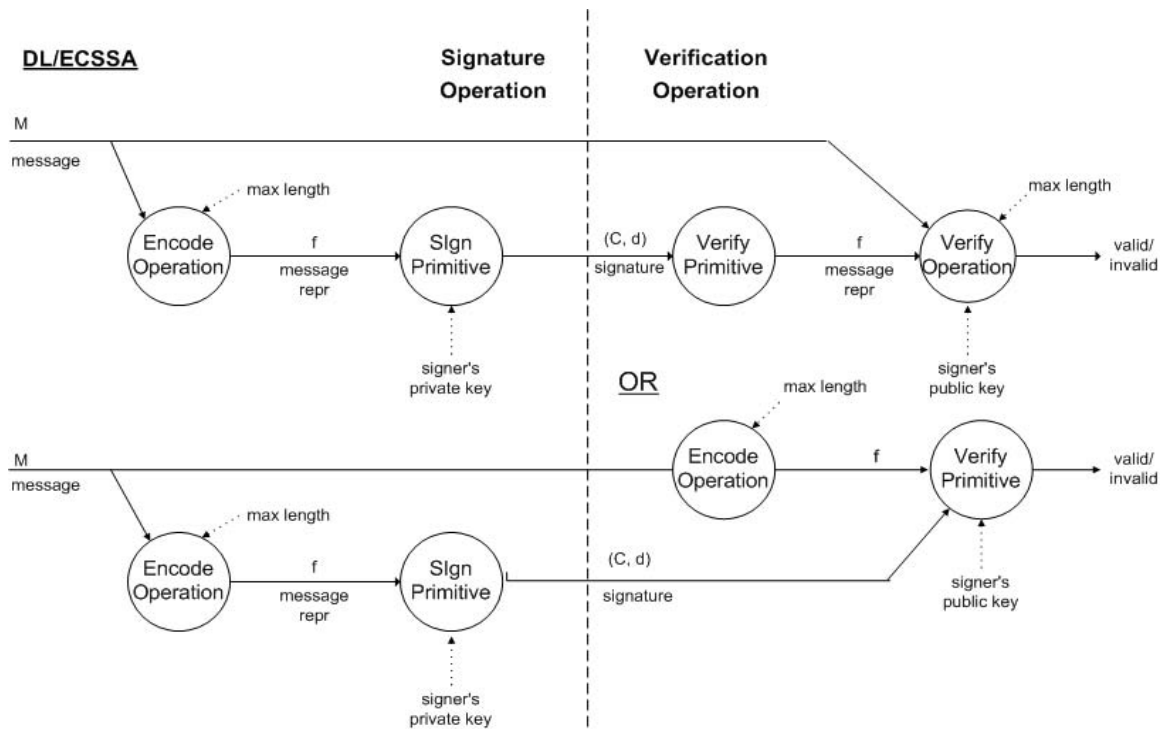 DL/ECSSA
Signature
Operation
Verification
Operation
M
message
max length
Encode
Operation
f
message
repr
SIgn
Primitive
signer's
private key
(C, d)
signature
Verify
Primitive
f
message
repr
max length
Verify
Operation
signer's
public key
valid/
invalid
OR
M
message
max length
Encode
Operation
f
message
repr
SIgn
Primitive
signer's
private key
(C, d)
signature
max length
Encode
Operation
f
Verify
Primitive
signer's
public key
valid/
invalid